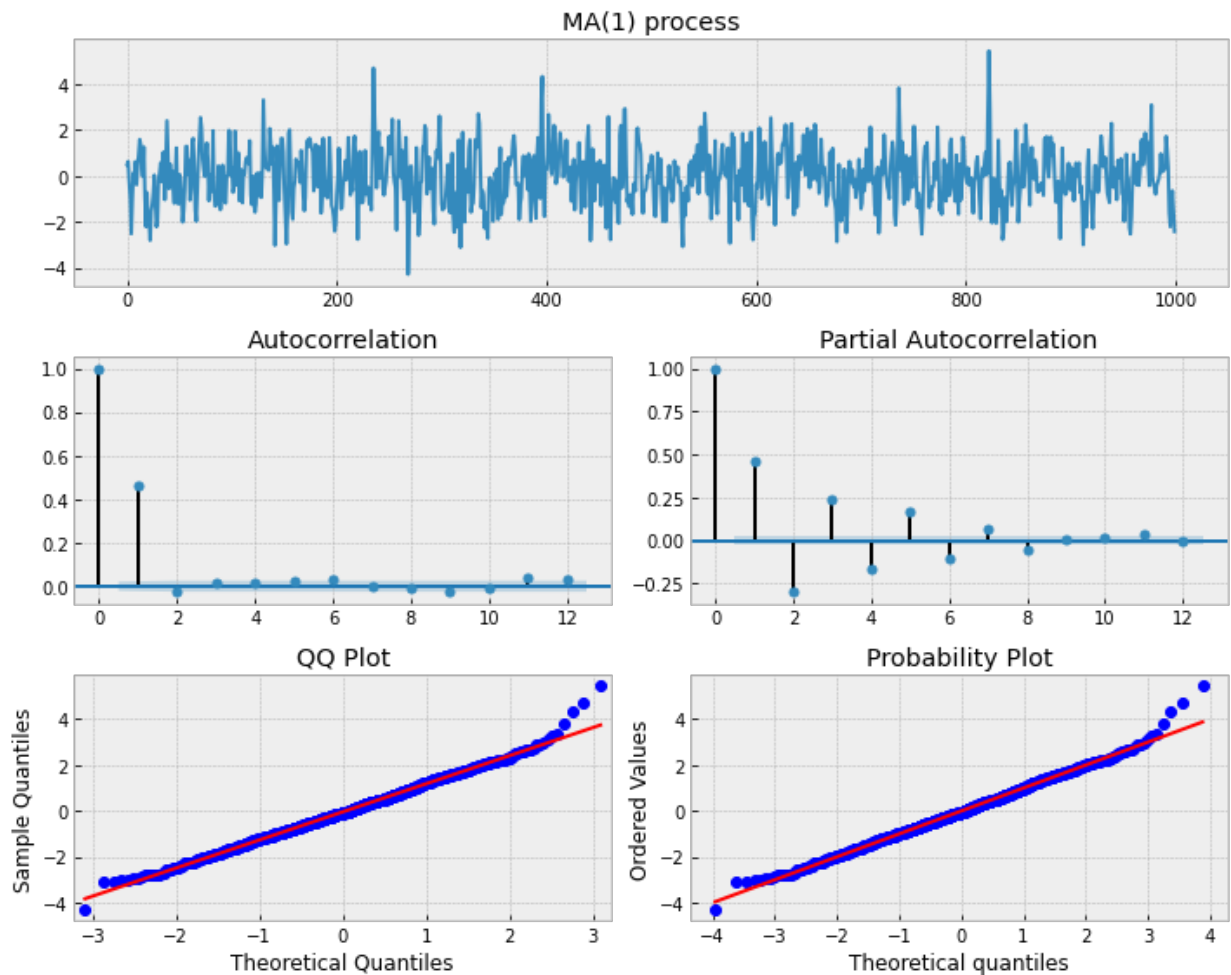 MA(1) process
4
2
0
−2
−4
0 200 400 600 800 1000
Autocorrelation
1.0
0.8
0.6
0.4
0.2
0.0
0 2 4 6 8 10 12
Partial Autocorrelation
1.00
0.75
0.50
0.25
0.00
−0.25
0 2 4 6 8 10 12
QQ Plot
Sample Quantiles
4
2
0
−2
−4
−3 −2 −1 0 1 2 3
Theoretical Quantiles
Probability Plot
Ordered Values
4
2
0
−2
−4
−4 −3 −2 −1 0 1 2 3 4
Theoretical quantiles